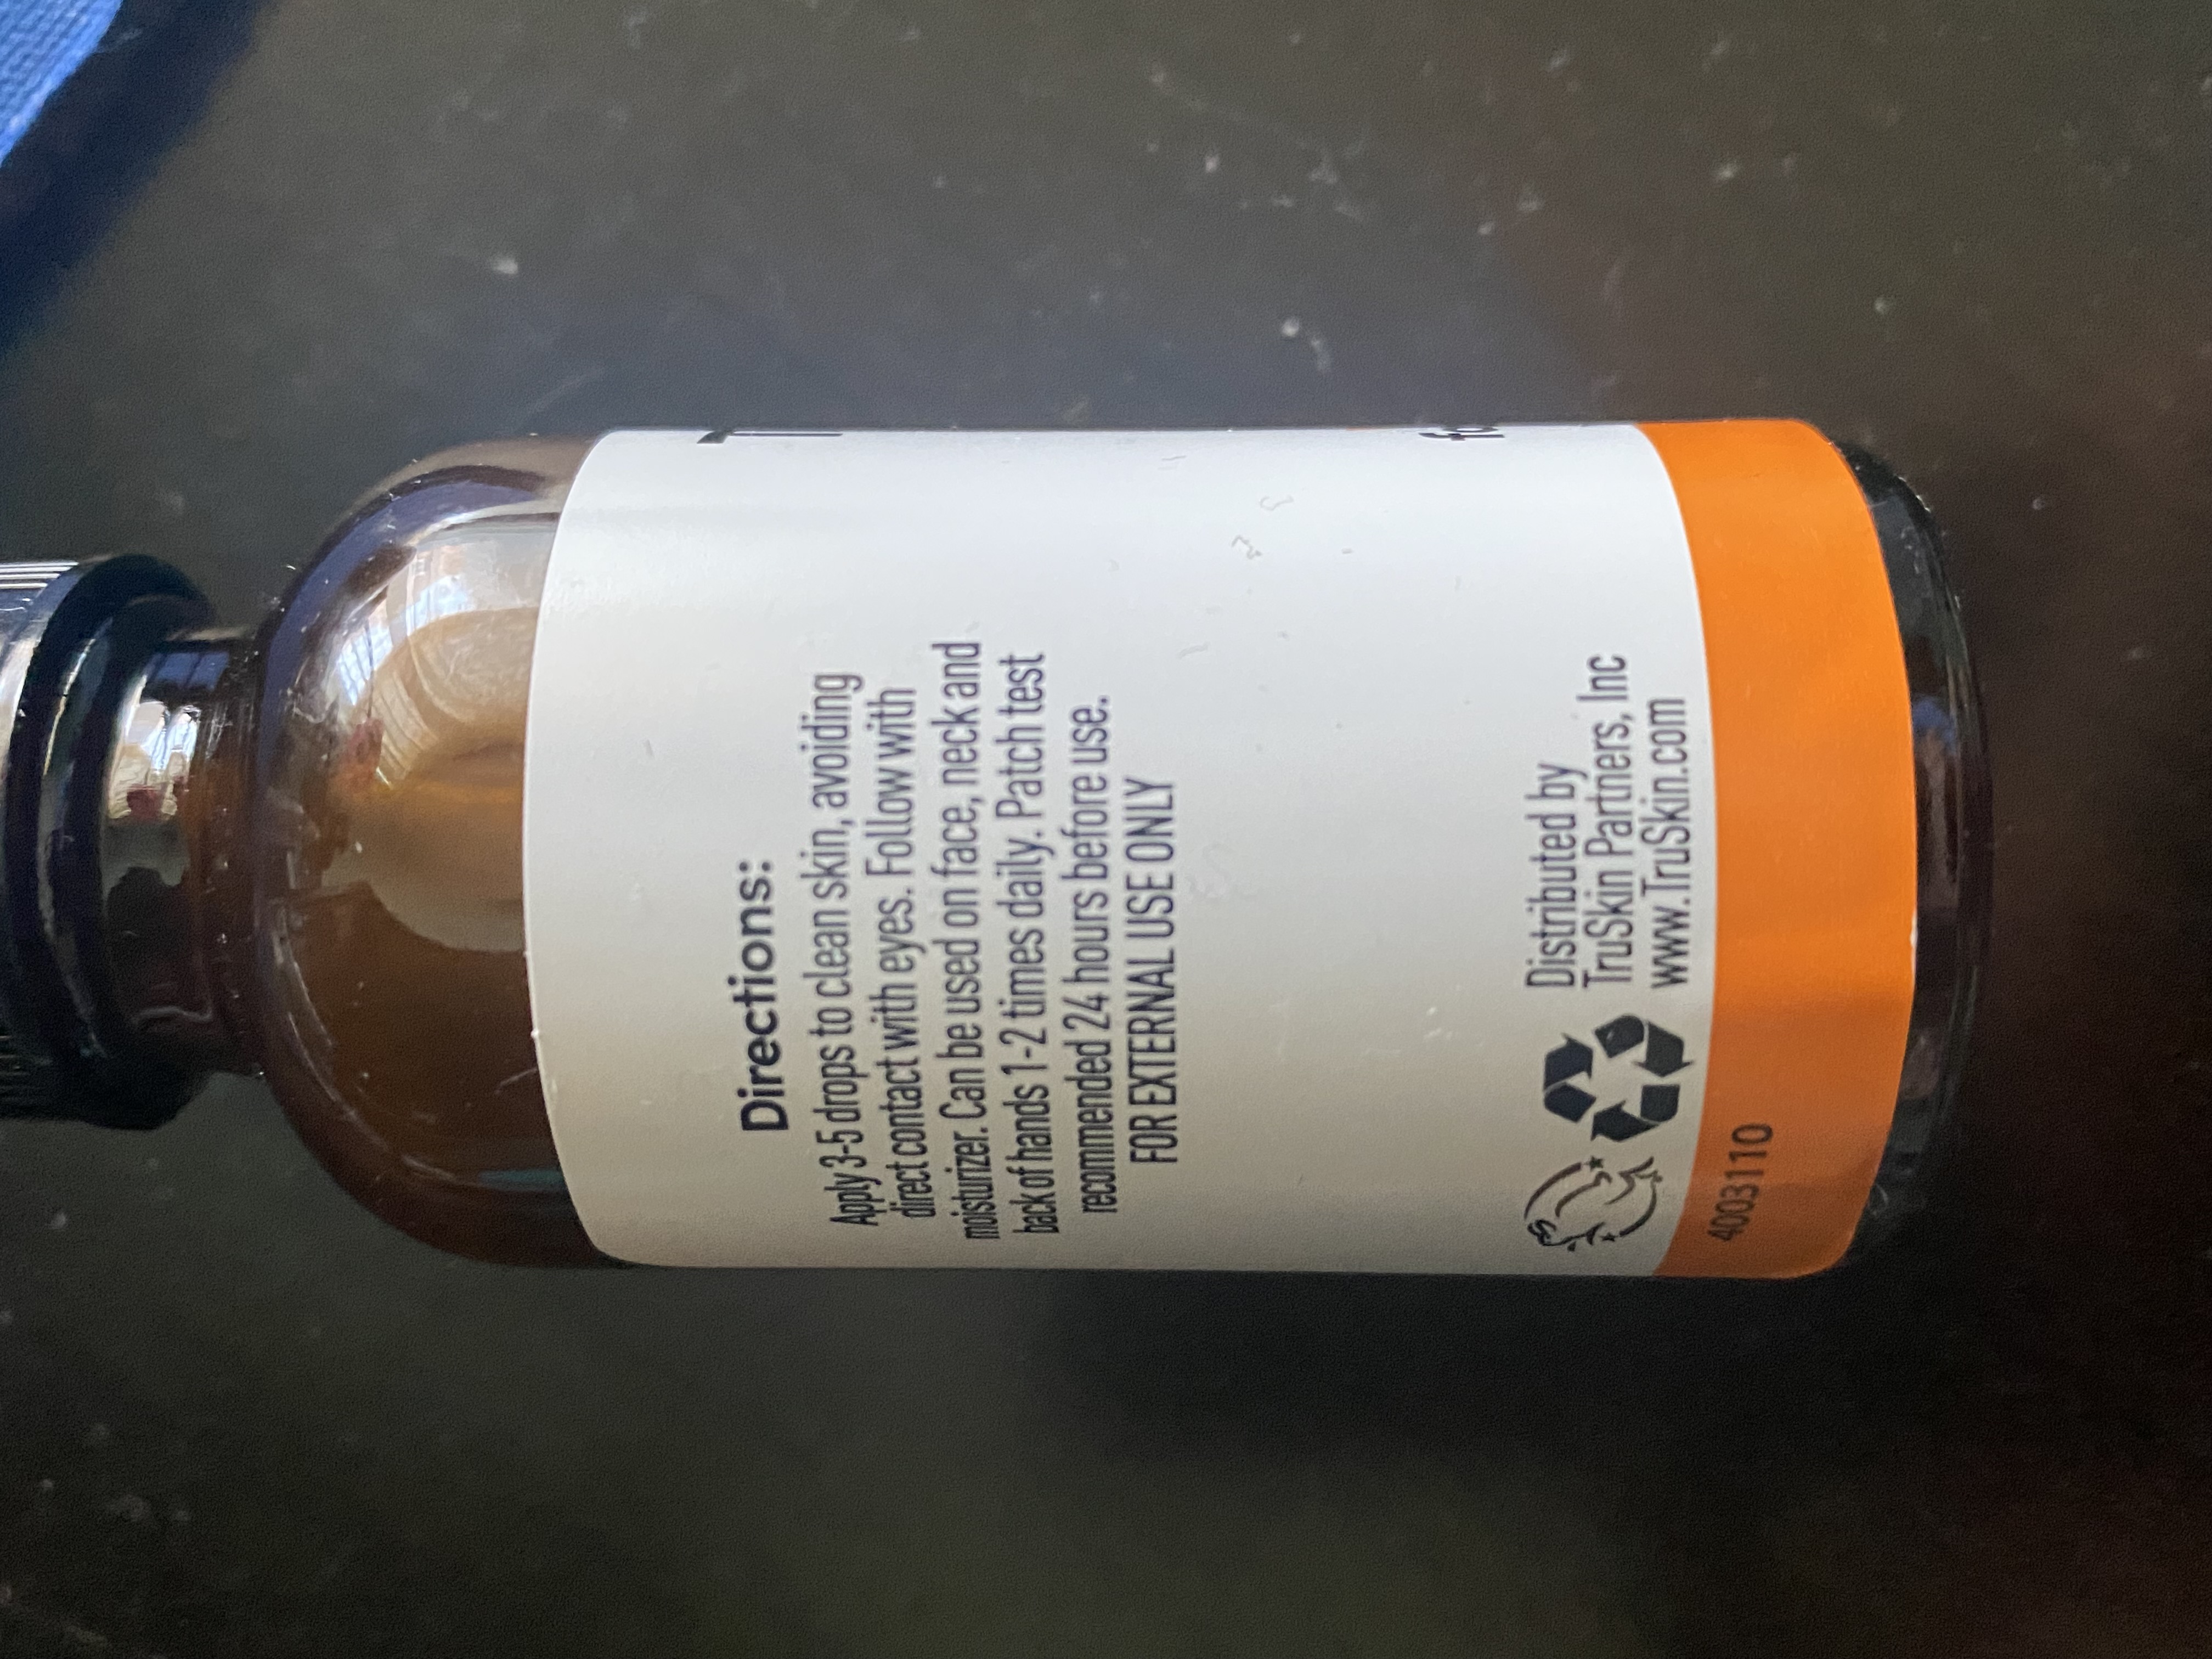 Directions:
Apply 3-5 drops to clean skin, avoiding
direct contact with eyes. Follow with
moisturizer. Can be used on face, neck and
back of hands 1-2 times daily. Patch test
recommended 24 hours before use.
FOR EXTERNAL USE ONLY
Distributed by
TruSkin Partners, Inc
www.TruSkin.com
4003110